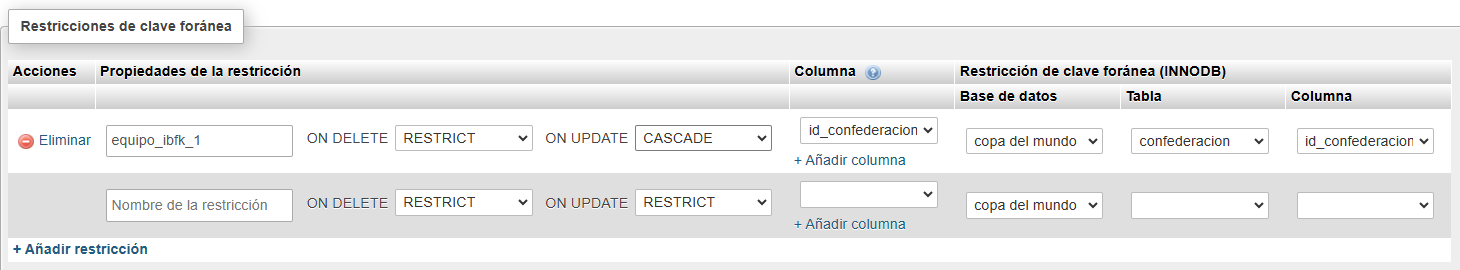 Restricciones de clave foránea
Acciones Propiedades de la restricción Columna Restricción de clave foránea (INNODB)
Base de datos Tabla Columna
Eliminar equipo_ibfk_1 ON DELETE RESTRICT ON UPDATE CASCADE id_confederacion copa del mundo confederacion id_confederacion
+ Añadir columna
Nombre de la restricción ON DELETE RESTRICT ON UPDATE RESTRICT copa del mundo
+ Añadir columna
+ Añadir restricción